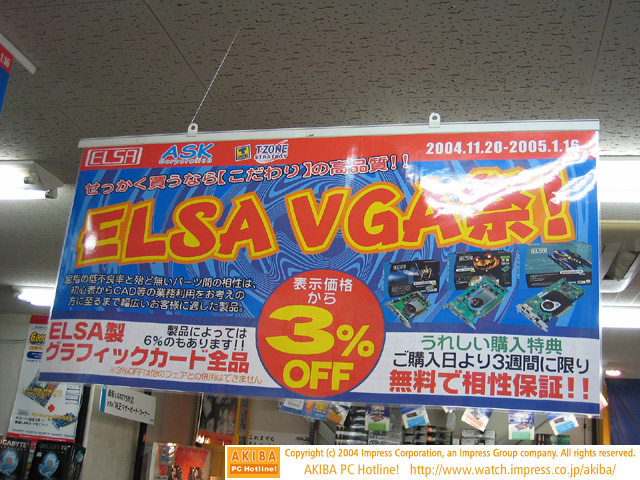 ELSA
ASK
Corporation
T-ZONE
STRATEGY
2004.11.20-2005.1.16
せっかく買うなら【こだわり】の高品質!!
ELSA VGA祭!
屈指の低不良率と殆ど無いパーツ間の相性は、
初心者からCAD等の業務利用をお考えの
方に至るまで幅広いお客様に適した製品。
表示価格
から
3%
OFF
ELSA製
グラフィックカード全品
製品によっては
6%のもあります!!
※3%OFFは他のフェアとの併用はできません
うれしい購入特典
ご購入日より3週間に限り
無料で相性保証!!
GIGABYTE
AKIBA
PC Hotline!
Copyright (c) 2004 Impress Corporation, an Impress Group company. All rights reserved.
AKIBA PC Hotline! http://www.watch.impress.co.jp/akiba/